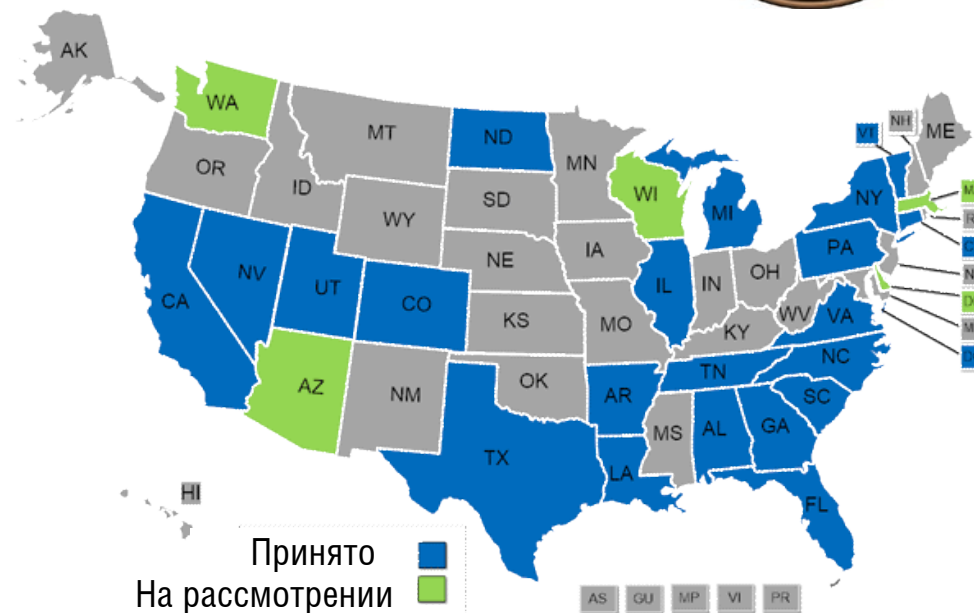 AK
WA
MT
ND
MN
VT
NH
ME
OR
ID
SD
WI
MI
NY
WY
IA
PA
NE
NV
UT
CO
IL
IN
OH
CA
KS
MO
WV
VA
KY
NC
AZ
NM
OK
AR
TN
SC
TX
MS
AL
GA
LA
FL
HI
Принято
На рассмотрении
AS GU MP VI PR